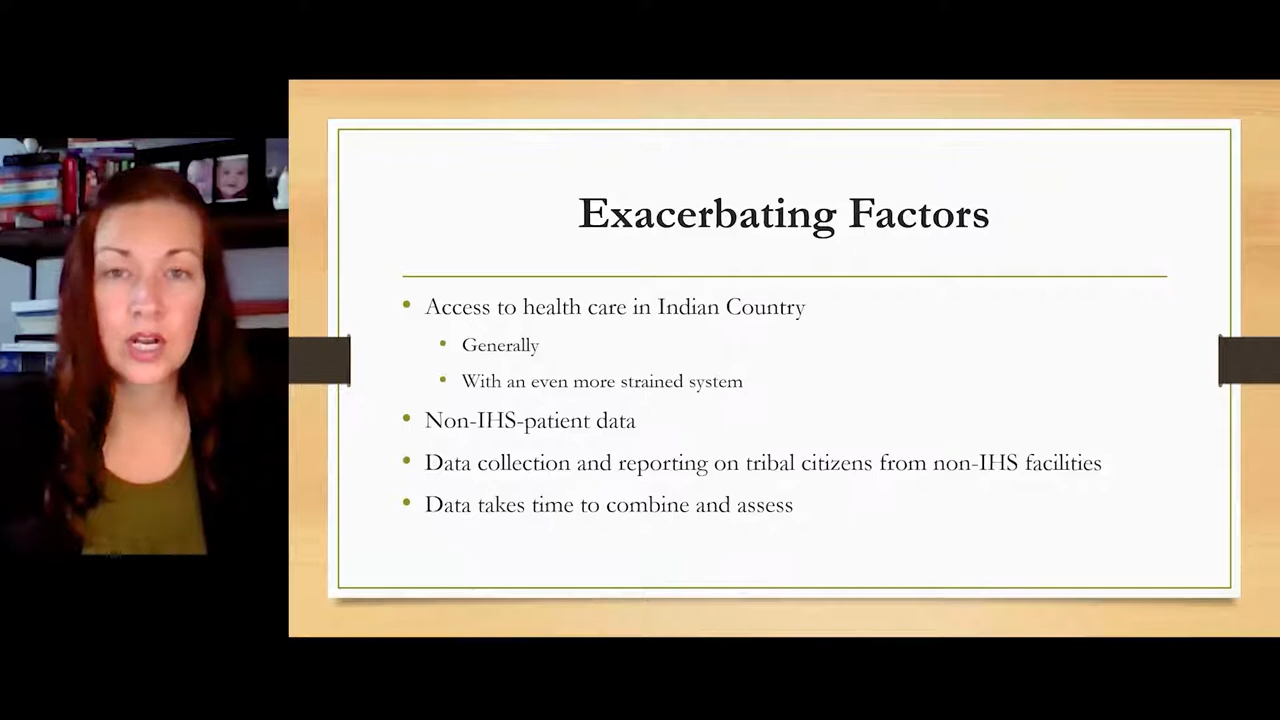 Exacerbating Factors
Access to health care in Indian Country
Generally
With an even more strained system
Non-IHS-patient data
Data collection and reporting on tribal citizens from non-IHS facilities
Data takes time to combine and assess